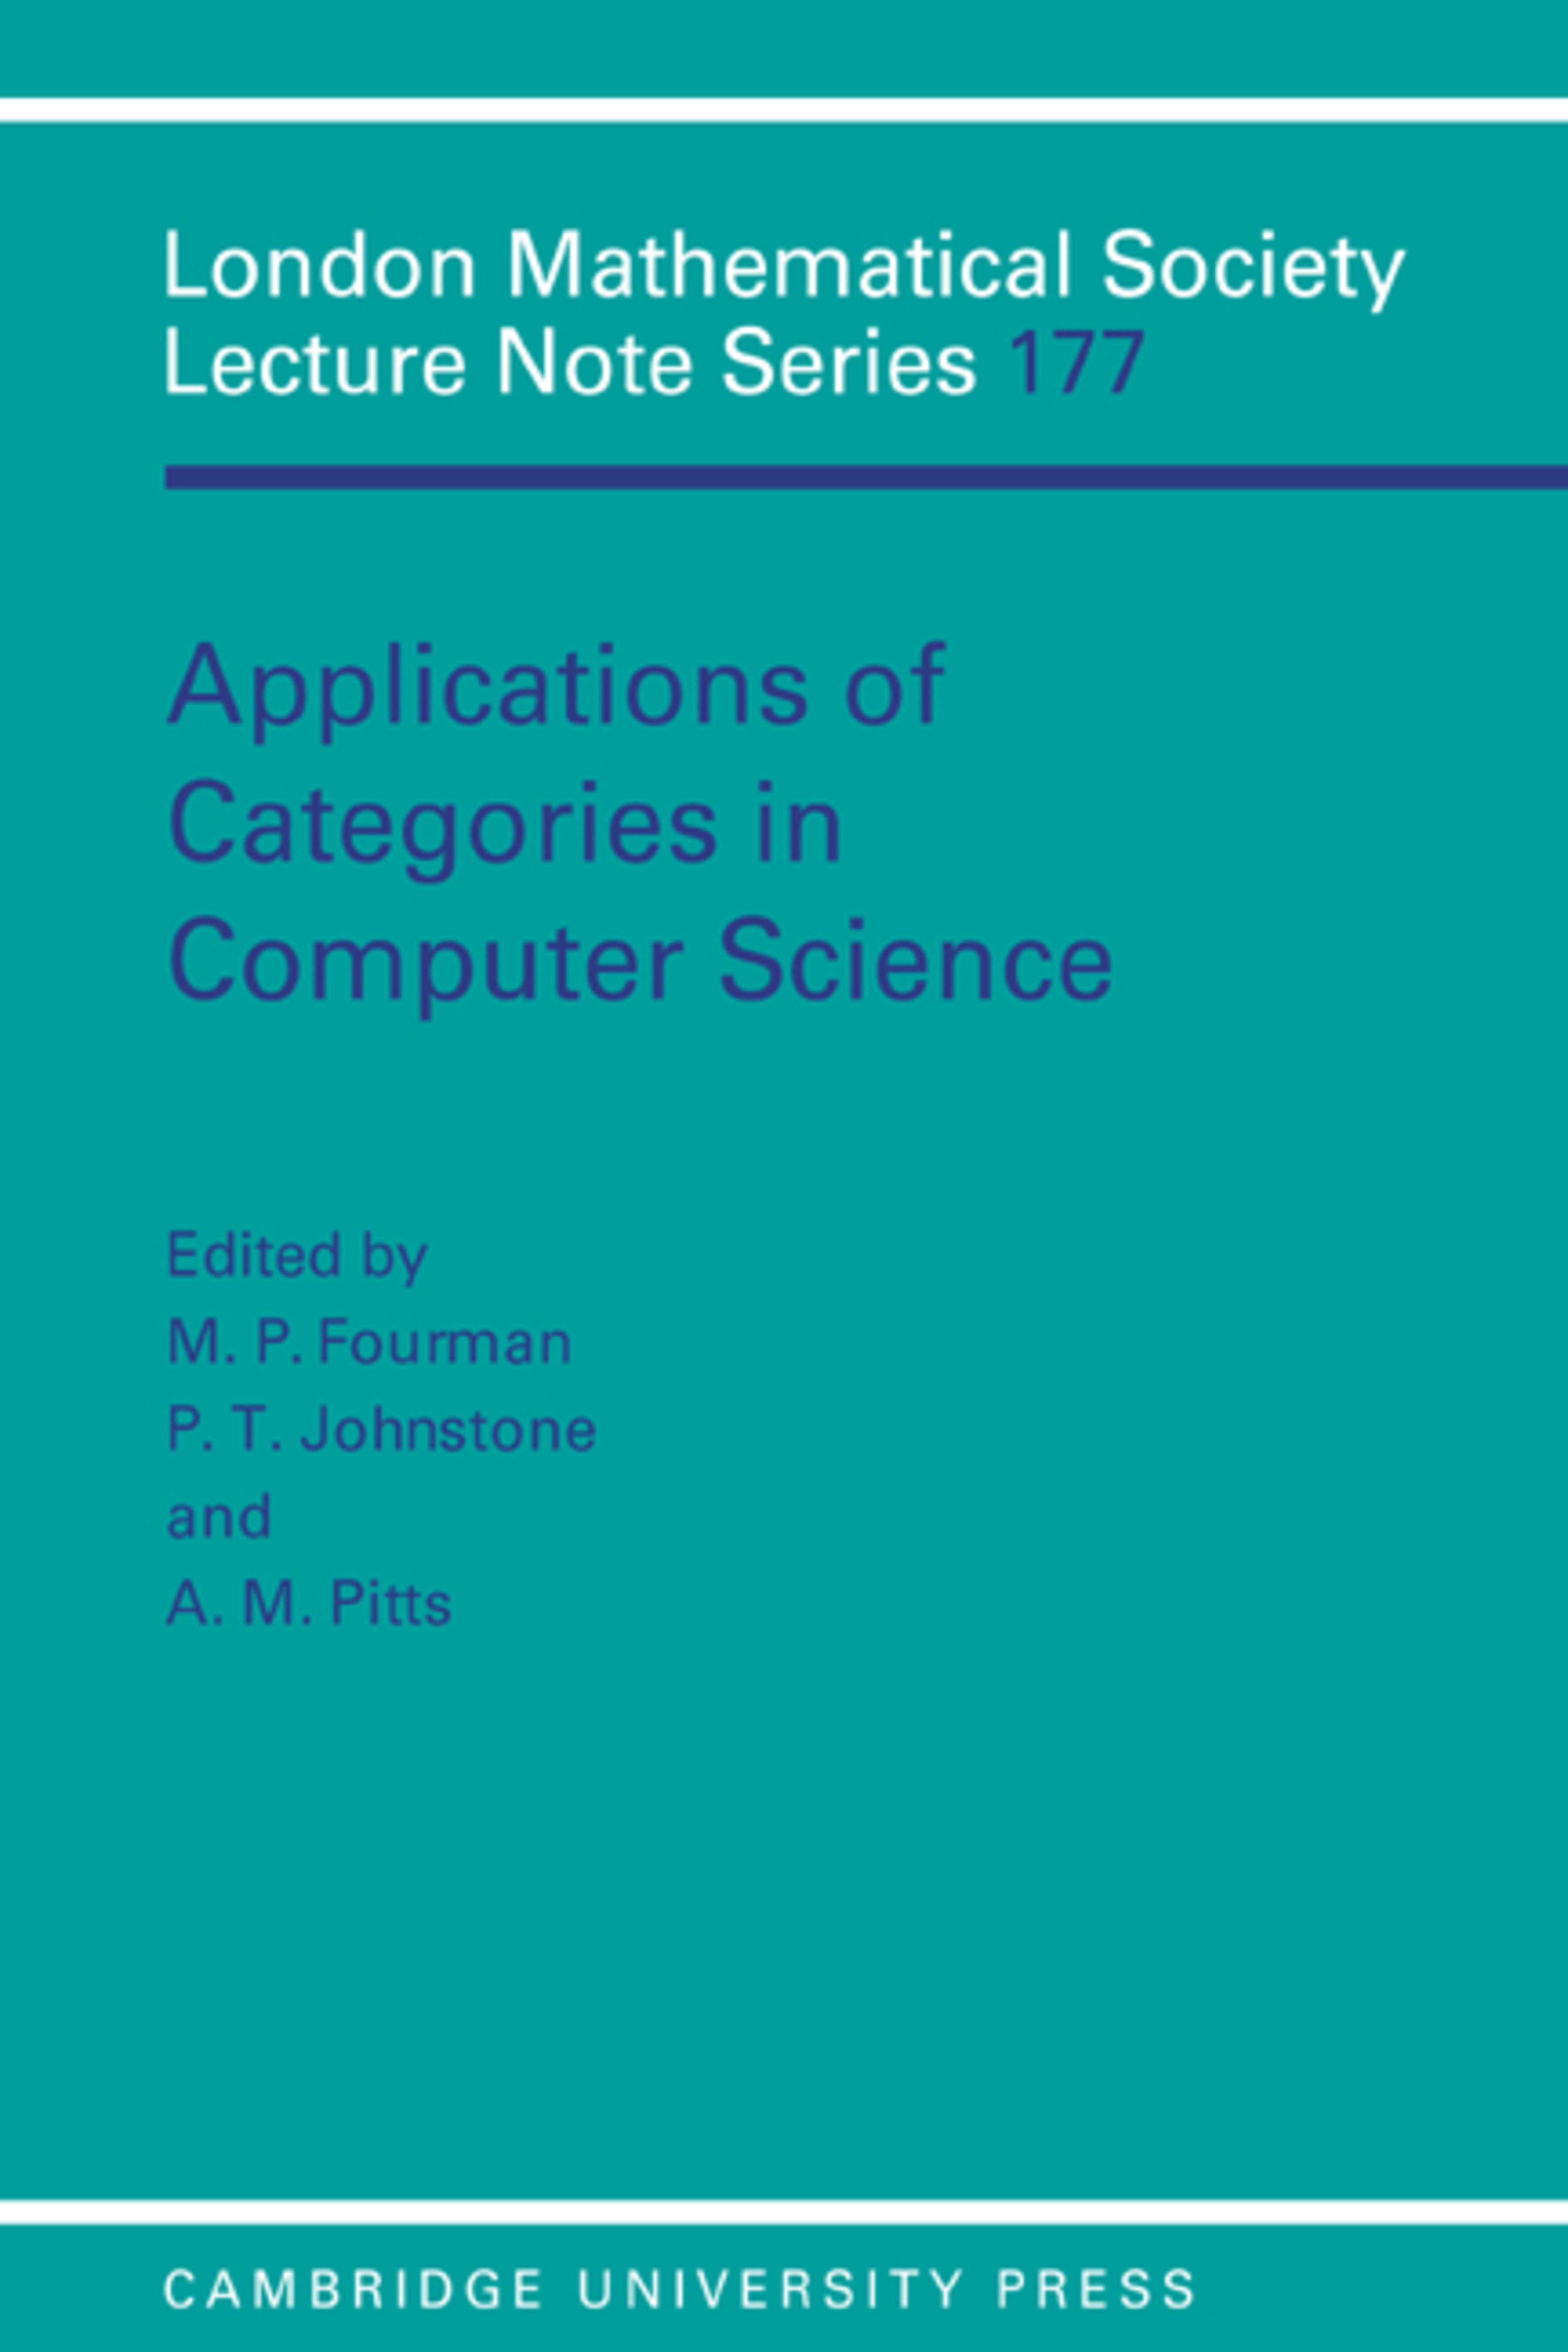 London Mathematical Society
Lecture Note Series 177
Applications of
Categories in
Computer Science
Edited by
M. P. Fourman
P. T. Johnstone
and
A. M. Pitts
CAMBRIDGE UNIVERSITY PRESS